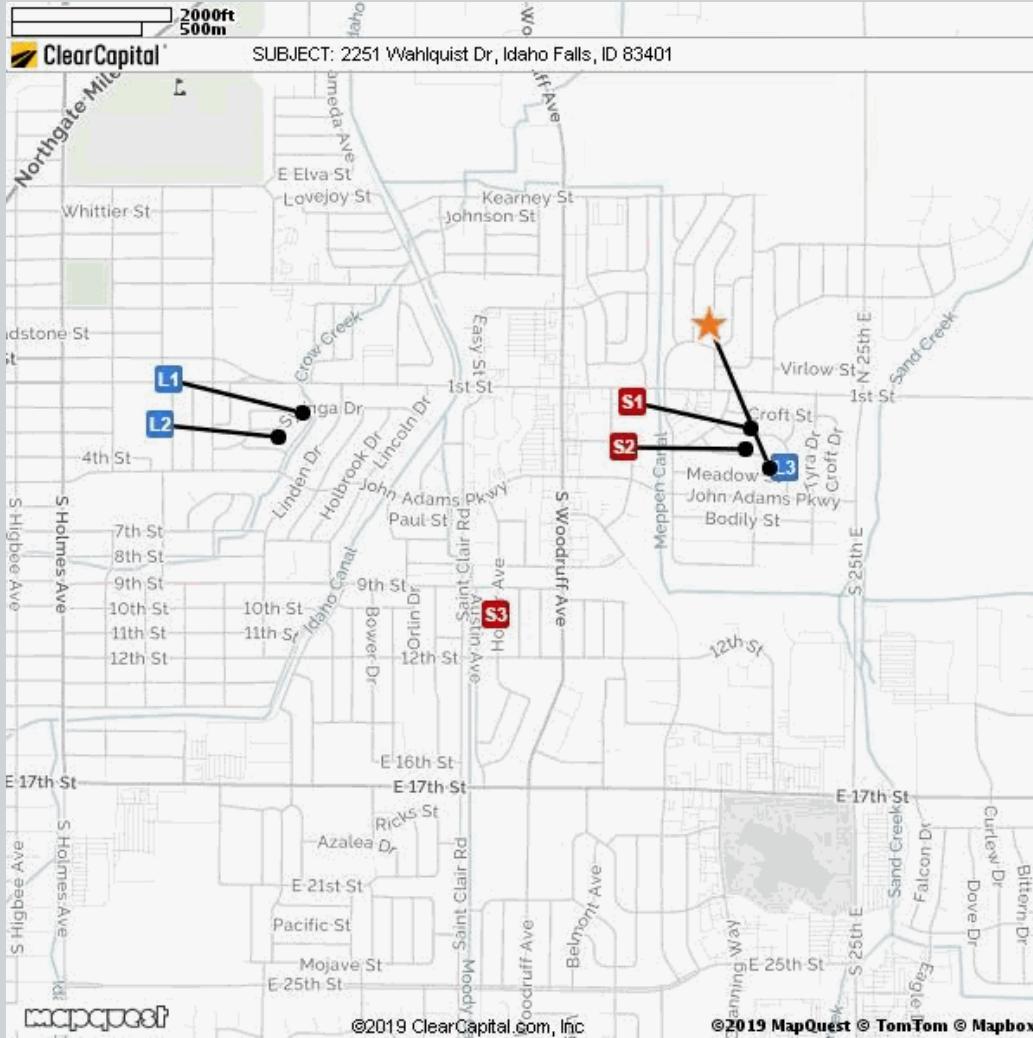 2000ft
500m
ClearCapital
SUBJECT: 2251 Wahlquist Dr, Idaho Falls, ID 83401
Northgate Mile
Idaho
ameda Ave
uff Ave
E Elva St
Lovejoy St
Kearney St
Johnson St
Whittier St
ndstone St
St
Crow Creek
Easy St
N 25th E
Sand Creek
Virlow St
1st St
1st St
L1
S1
L2
S2
L3
Croft St
4th St
Linden Dr
Holbrook Dr
Lincoln Dr
Meppen Canal
Meadow
Tyra Dr
Croft Dr
John Adams Pkwy
John Adams Pkwy
Paul St
Bodily St
S Higbee Ave
S Holmes Ave
7th St
8th St
9th St
9th St
10th St
10th St
11th St
11th St
12th St
12th St
12th St
Idaho Canal
Bower Dr
Orlin Dr
Saint Clair Rd
Austin Ave
S3
Ho Ave
S Woodruff Ave
S 25th E
E 16th St
E 17th St
E 17th St
E 17th St
Ricks St
Azalea Dr
E 21st St
Pacific St
Mojave St
E 25th St
E 25th St
S Higbee Ave
S Holmes Ave
Saint Clair Rd
Moody
oodruff Ave
Belmont Ave
anning Way
S 25th E
Sand Creek
Falcon Dr
Eagle D
Dove Dr
Curlew Dr
Bittern Dr
mapquest
©2019 ClearCapital.com, Inc
©2019 MapQuest © TomTom © Mapbox